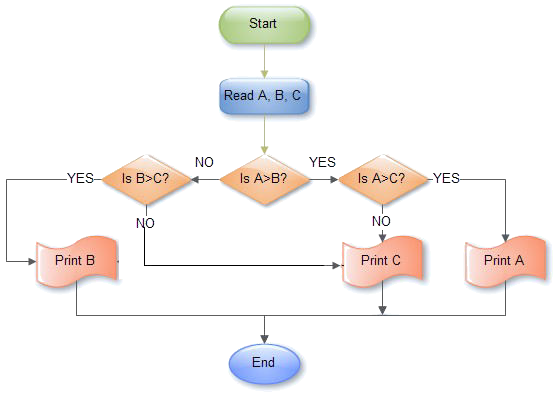 Start
Read A, B, C
NO
YES
YES
Is B>C?
Is A>B?
Is A>C?
YES
NO
NO
Print B
Print C
Print A
End